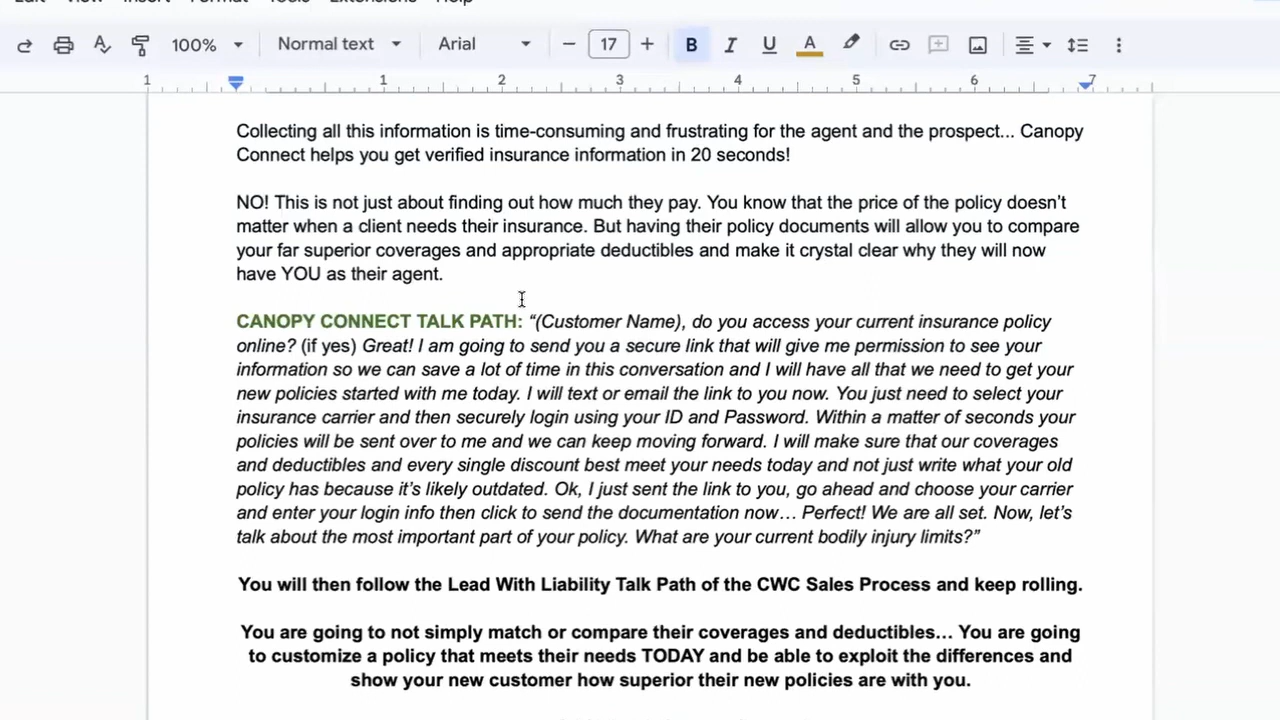 Edit View Insert Format Tools Extensions Help
100% Normal text Arial 17 B I U A
1 1 2 3 4 5 6 7
Collecting all this information is time-consuming and frustrating for the agent and the prospect... Canopy
Connect helps you get verified insurance information in 20 seconds!
NO! This is not just about finding out how much they pay. You know that the price of the policy doesn't
matter when a client needs their insurance. But having their policy documents will allow you to compare
your far superior coverages and appropriate deductibles and make it crystal clear why they will now
have YOU as their agent.
CANOPY CONNECT TALK PATH: “(Customer Name), do you access your current insurance policy
online? (if yes) Great! I am going to send you a secure link that will give me permission to see your
information so we can save a lot of time in this conversation and I will have all that we need to get your
new policies started with me today. I will text or email the link to you now. You just need to select your
insurance carrier and then securely login using your ID and Password. Within a matter of seconds your
policies will be sent over to me and we can keep moving forward. I will make sure that our coverages
and deductibles and every single discount best meet your needs today and not just write what your old
policy has because it’s likely outdated. Ok, I just sent the link to you, go ahead and choose your carrier
and enter your login info then click to send the documentation now… Perfect! We are all set. Now, let’s
talk about the most important part of your policy. What are your current bodily injury limits?”
You will then follow the Lead With Liability Talk Path of the CWC Sales Process and keep rolling.
You are going to not simply match or compare their coverages and deductibles… You are going
to customize a policy that meets their needs TODAY and be able to exploit the differences and
show your new customer how superior their new policies are with you.